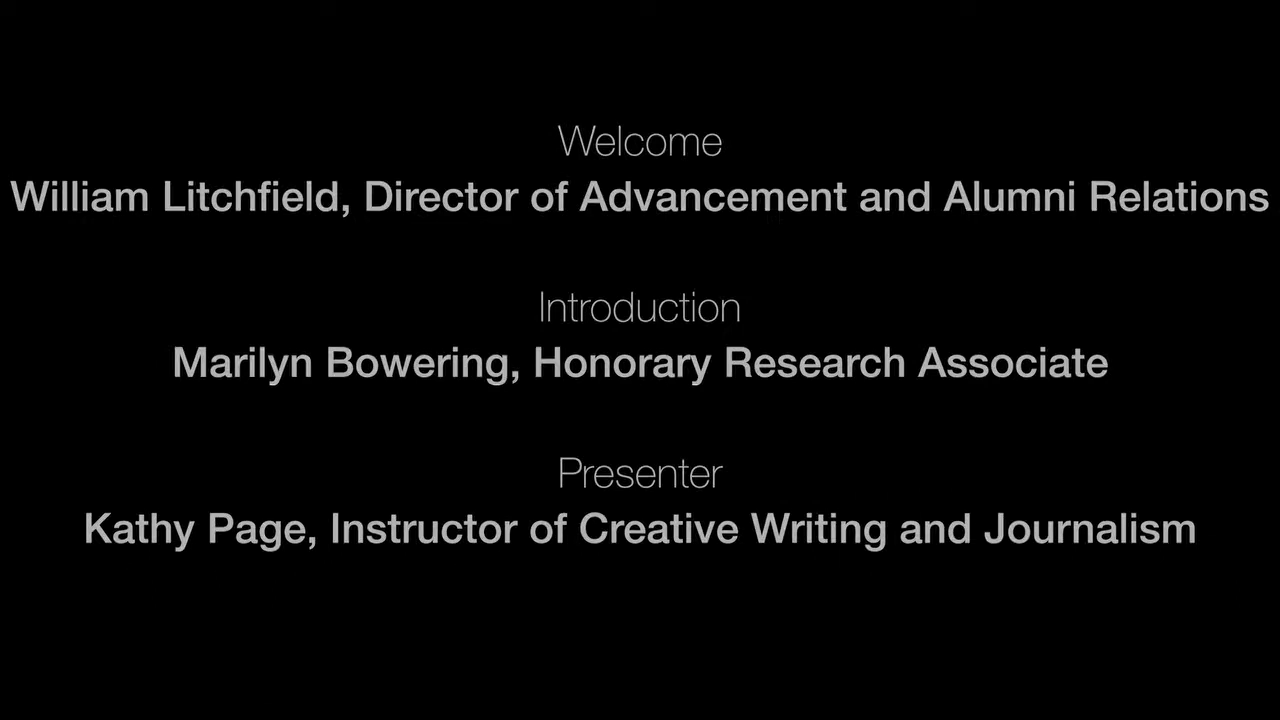 Welcome
William Litchfield, Director of Advancement and Alumni Relations
Introduction
Marilyn Bowering, Honorary Research Associate
Presenter
Kathy Page, Instructor of Creative Writing and Journalism